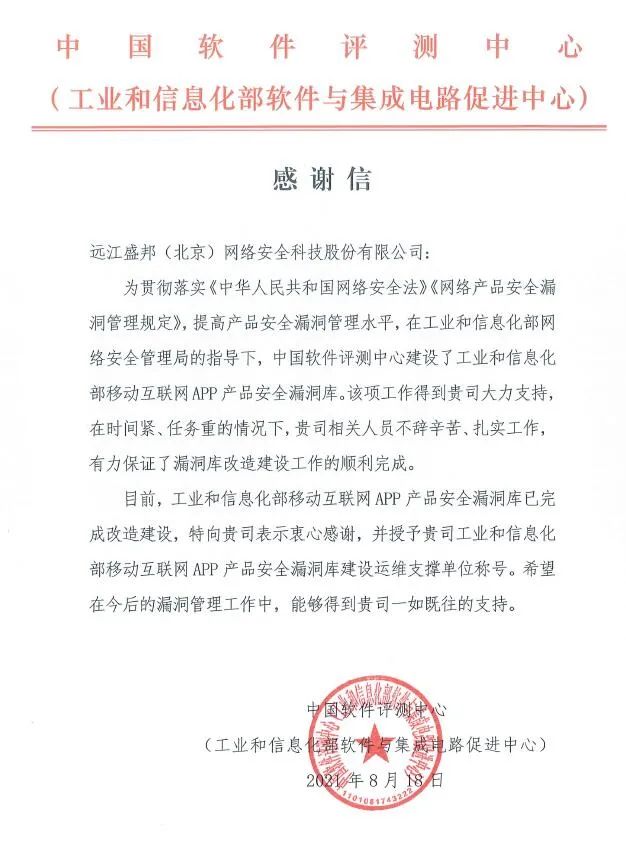 中国软件评测中心
（工业和信息化部软件与集成电路促进中心）
感谢信
远江盛邦（北京）网络安全科技股份有限公司：
为贯彻落实《中华人民共和国网络安全法》《网络产品安全漏
洞管理规定》，提高产品安全漏洞管理水平，在工业和信息化部网
络安全管理局的指导下，中国软件评测中心建设了工业和信息化
部移动互联网APP产品安全漏洞库。该项工作得到贵司大力支持，
在时间紧、任务重的情况下，贵司相关人员不辞辛苦、扎实工作，
有力保证了漏洞库改造建设工作的顺利完成。
目前，工业和信息化部移动互联网APP产品安全漏洞库已完
成改造建设，特向贵司表示衷心感谢，并授予贵司工业和信息化
部移动互联网APP产品安全漏洞库建设运维支撑单位称号。希望
在今后的漏洞管理工作中，能够得到贵司一如既往的支持。
中国软件评测中心
（工业和信息化部软件与集成电路促进中心）
2021年8月18日
1101081743222